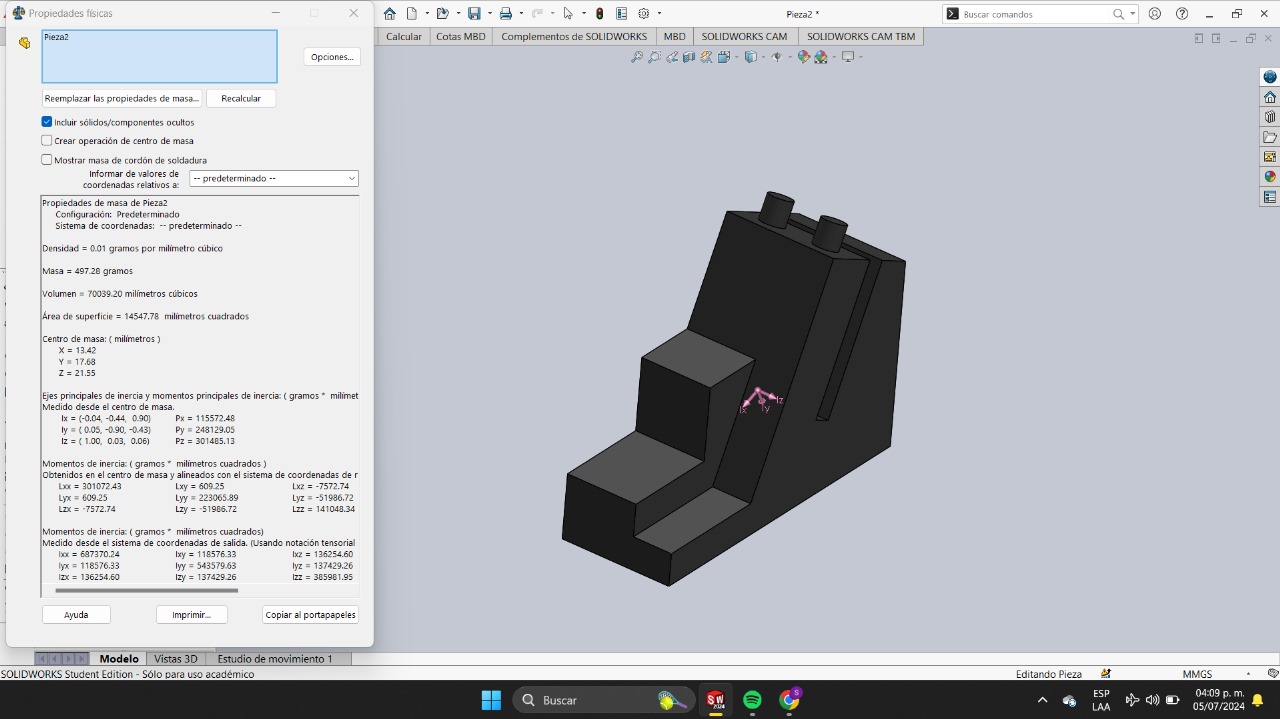 Propiedades físicas
Pieza2 *
Buscar comandos
Calcular
Cotas MBD
Complementos de SOLIDWORKS
MBD
SOLIDWORKS CAM
SOLIDWORKS CAM TBM
Pieza2
Opciones...
Reemplazar las propiedades de masa...
Recalcular
Incluir sólidos/componentes ocultos
Crear operación de centro de masa
Mostrar masa de cordón de soldadura
Informar de valores de
coordenadas relativos a:
-- predeterminado --
Propiedades de masa de Pieza2
Configuración: Predeterminado
Sistema de coordenadas: -- predeterminado --
Densidad = 0.01 gramos por milímetro cúbico
Masa = 497.28 gramos
Volumen = 70039.20 milímetros cúbicos
Área de superficie = 14547.78 milímetros cuadrados
Centro de masa: ( milímetros )
X = 13.42
Y = 17.68
Z = 21.55
Ejes principales de inercia y momentos principales de inercia: ( gramos * milímet
Medido desde el centro de masa.
Ix = (-0.04, -0.44, 0.90) Px = 115572.48
Iy = ( 0.05, -0.90, -0.43) Py = 248129.05
Iz = ( 1.00, 0.03, 0.06) Pz = 301485.13
Momentos de inercia: ( gramos * milímetros cuadrados )
Obtenidos en el centro de masa y alineados con el sistema de coordenadas de r
Lxx = 301072.43 Lxy = 609.25 Lxz = -7572.74
Lyx = 609.25 Lyy = 223065.89 Lyz = -51986.72
Lzx = -7572.74 Lzy = -51986.72 Lzz = 141048.34
Momentos de inercia: ( gramos * milímetros cuadrados)
Medido desde el sistema de coordenadas de salida. (Usando notación tensorial
Ixx = 687370.24 Ixy = 118576.33 Ixz = 136254.60
Iyx = 118576.33 Iyy = 543579.63 Iyz = 137429.26
Izx = 136254.60 Izy = 137429.26 Izz = 385981.95
Ix
Iy
Iz
Ayuda
Imprimir...
Copiar al portapapeles
Modelo
Vistas 3D
Estudio de movimiento 1
SOLIDWORKS Student Edition - Sólo para uso académico
Editando Pieza
MMGS
Buscar
SW
2024
S
ESP
LAA
04:09 p. m.
05/07/2024